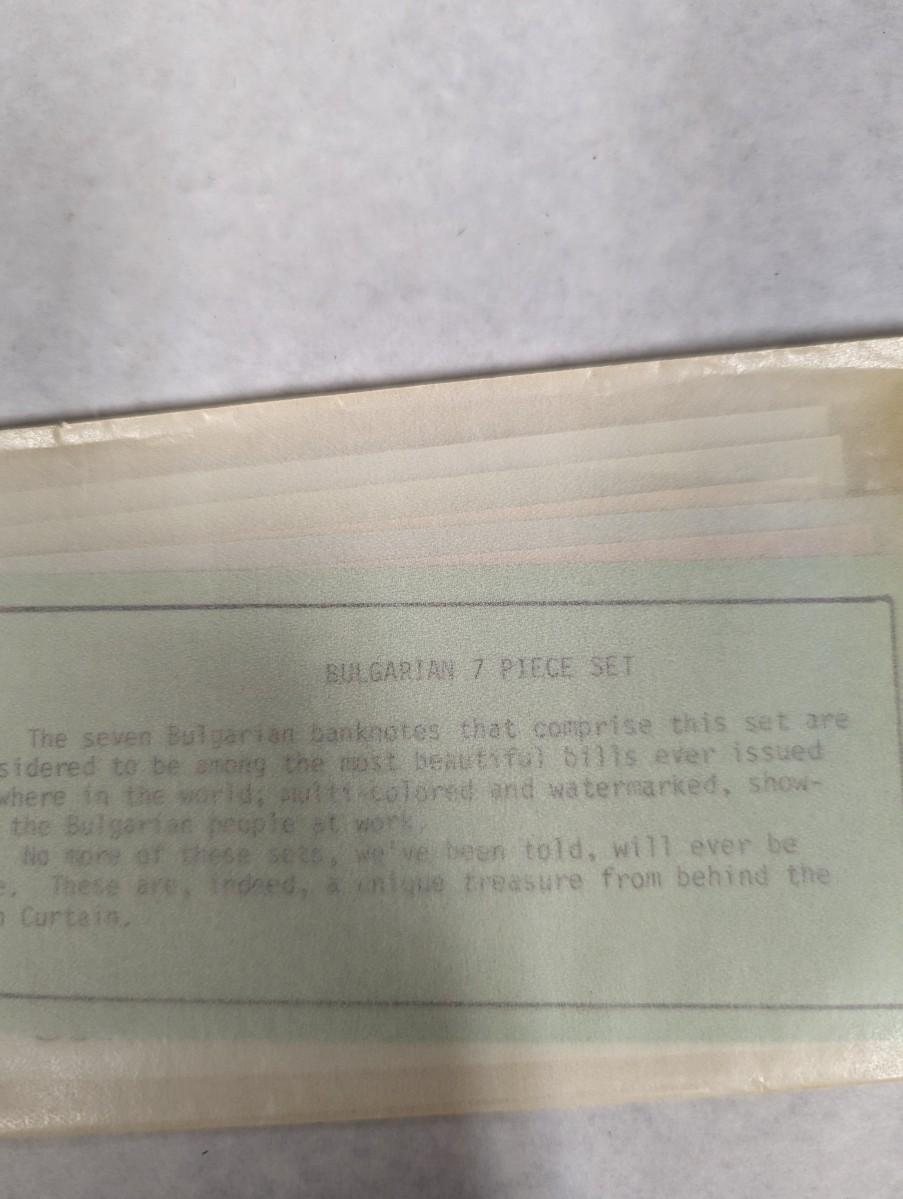 BULGARIAN 7 PIECE SET
The seven Bulgarian banknotes that comprise this set are
sidered to be among the most beautiful bills ever issued
where in the world; multi-colored and watermarked, show-
the Bulgarian people at work.
No more of these sets, we've been told, will ever be
e. These are, indeed, a unique treasure from behind the
n Curtain.